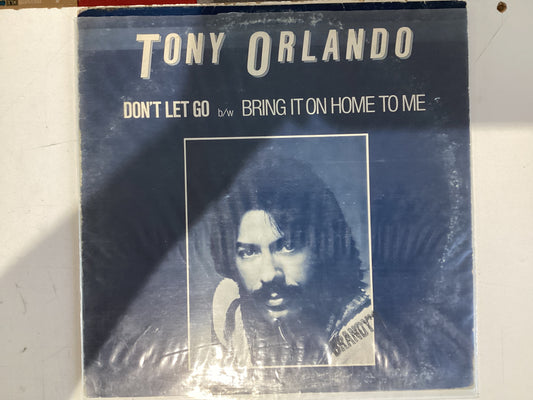 TONY ORLANDO
DON'T LET GO b/w BRING IT ON HOME TO ME